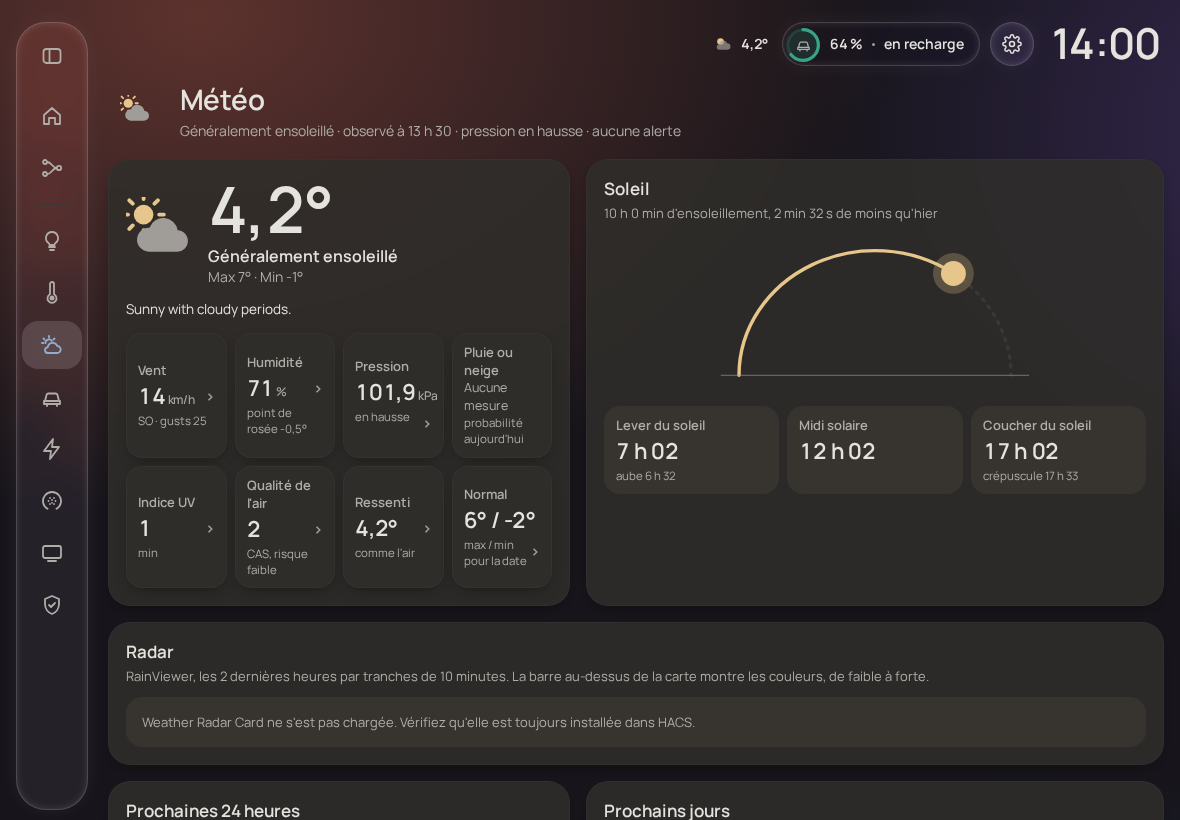 4,2°
64 % · en recharge
14:00
Météo
Généralement ensoleillé · observé à 13 h 30 · pression en hausse · aucune alerte
4,2°
Généralement ensoleillé
Max 7° · Min -1°
Sunny with cloudy periods.
Vent
14 km/h
SO · gusts 25
Humidité
71 %
point de
rosée -0,5°
Pression
101,9 kPa
en hausse
Pluie ou
neige
Aucune
mesure
probabilité
aujourd'hui
Indice UV
1
min
Qualité de
l'air
2
CAS, risque
faible
Ressenti
4,2°
comme l'air
Normal
6° / -2°
max / min
pour la date
Soleil
10 h 0 min d'ensoleillement, 2 min 32 s de moins qu'hier
Lever du soleil
7 h 02
aube 6 h 32
Midi solaire
12 h 02
Coucher du soleil
17 h 02
crépuscule 17 h 33
Radar
RainViewer, les 2 dernières heures par tranches de 10 minutes. La barre au-dessus de la carte montre les couleurs, de faible à forte.
Weather Radar Card ne s'est pas chargée. Vérifiez qu'elle est toujours installée dans HACS.
Prochaines 24 heures
Prochains jours